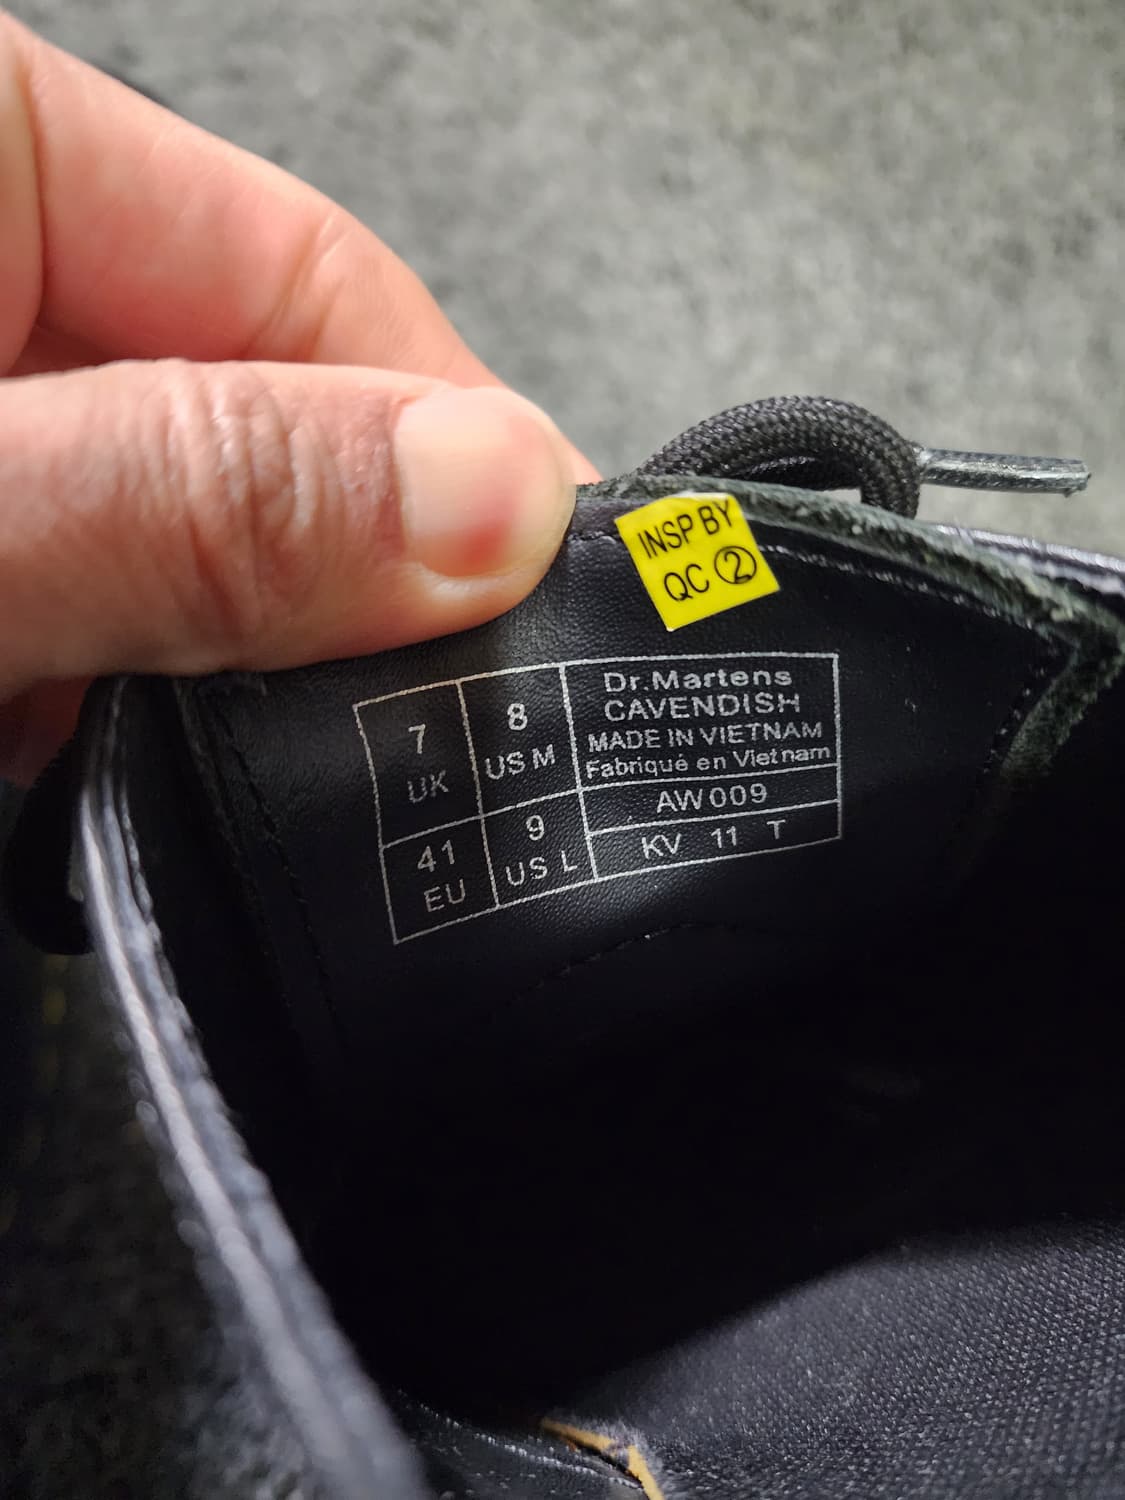 INSP BY
QC ②
7
UK
8
US M
41
EU
9
US L
Dr.Martens
CAVENDISH
MADE IN VIETNAM
Fabriqué en Vietnam
AW009
KV 11 T